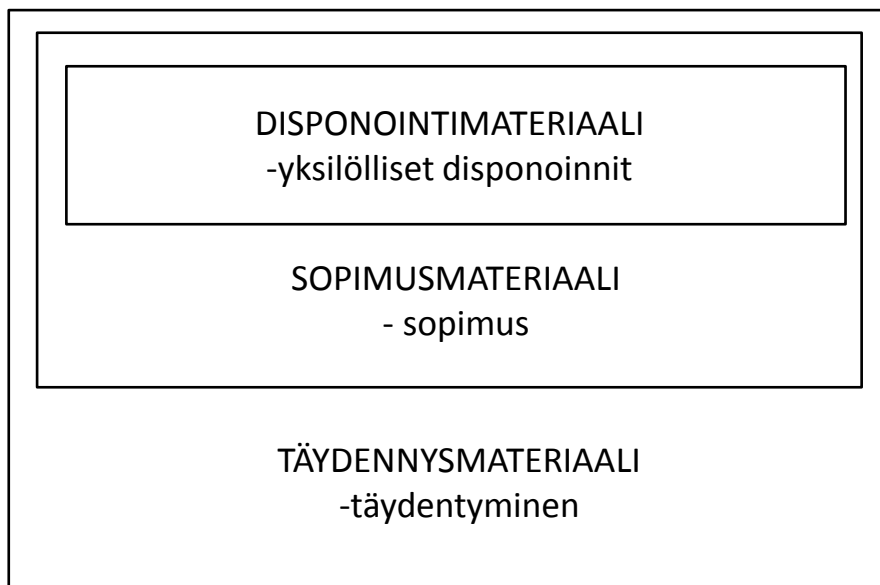 DISPONOINTIMATERIAALI
-yksilölliset disponoinnit
SOPIMUSMATERIAALI
- sopimus
TÄYDENNYSMATERIAALI
-täydentyminen